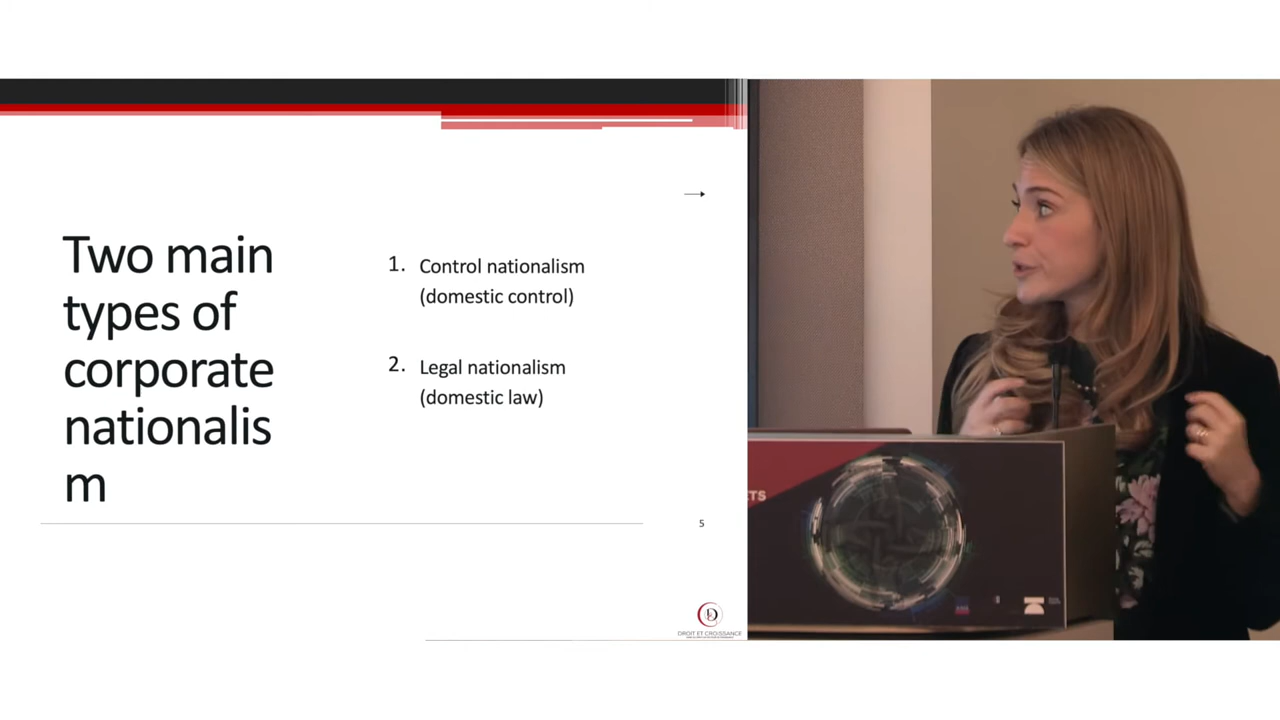 Two main
types of
corporate
nationalis
m
1. Control nationalism
(domestic control)
2. Legal nationalism
(domestic law)
5
DROIT ET CROISSANCE